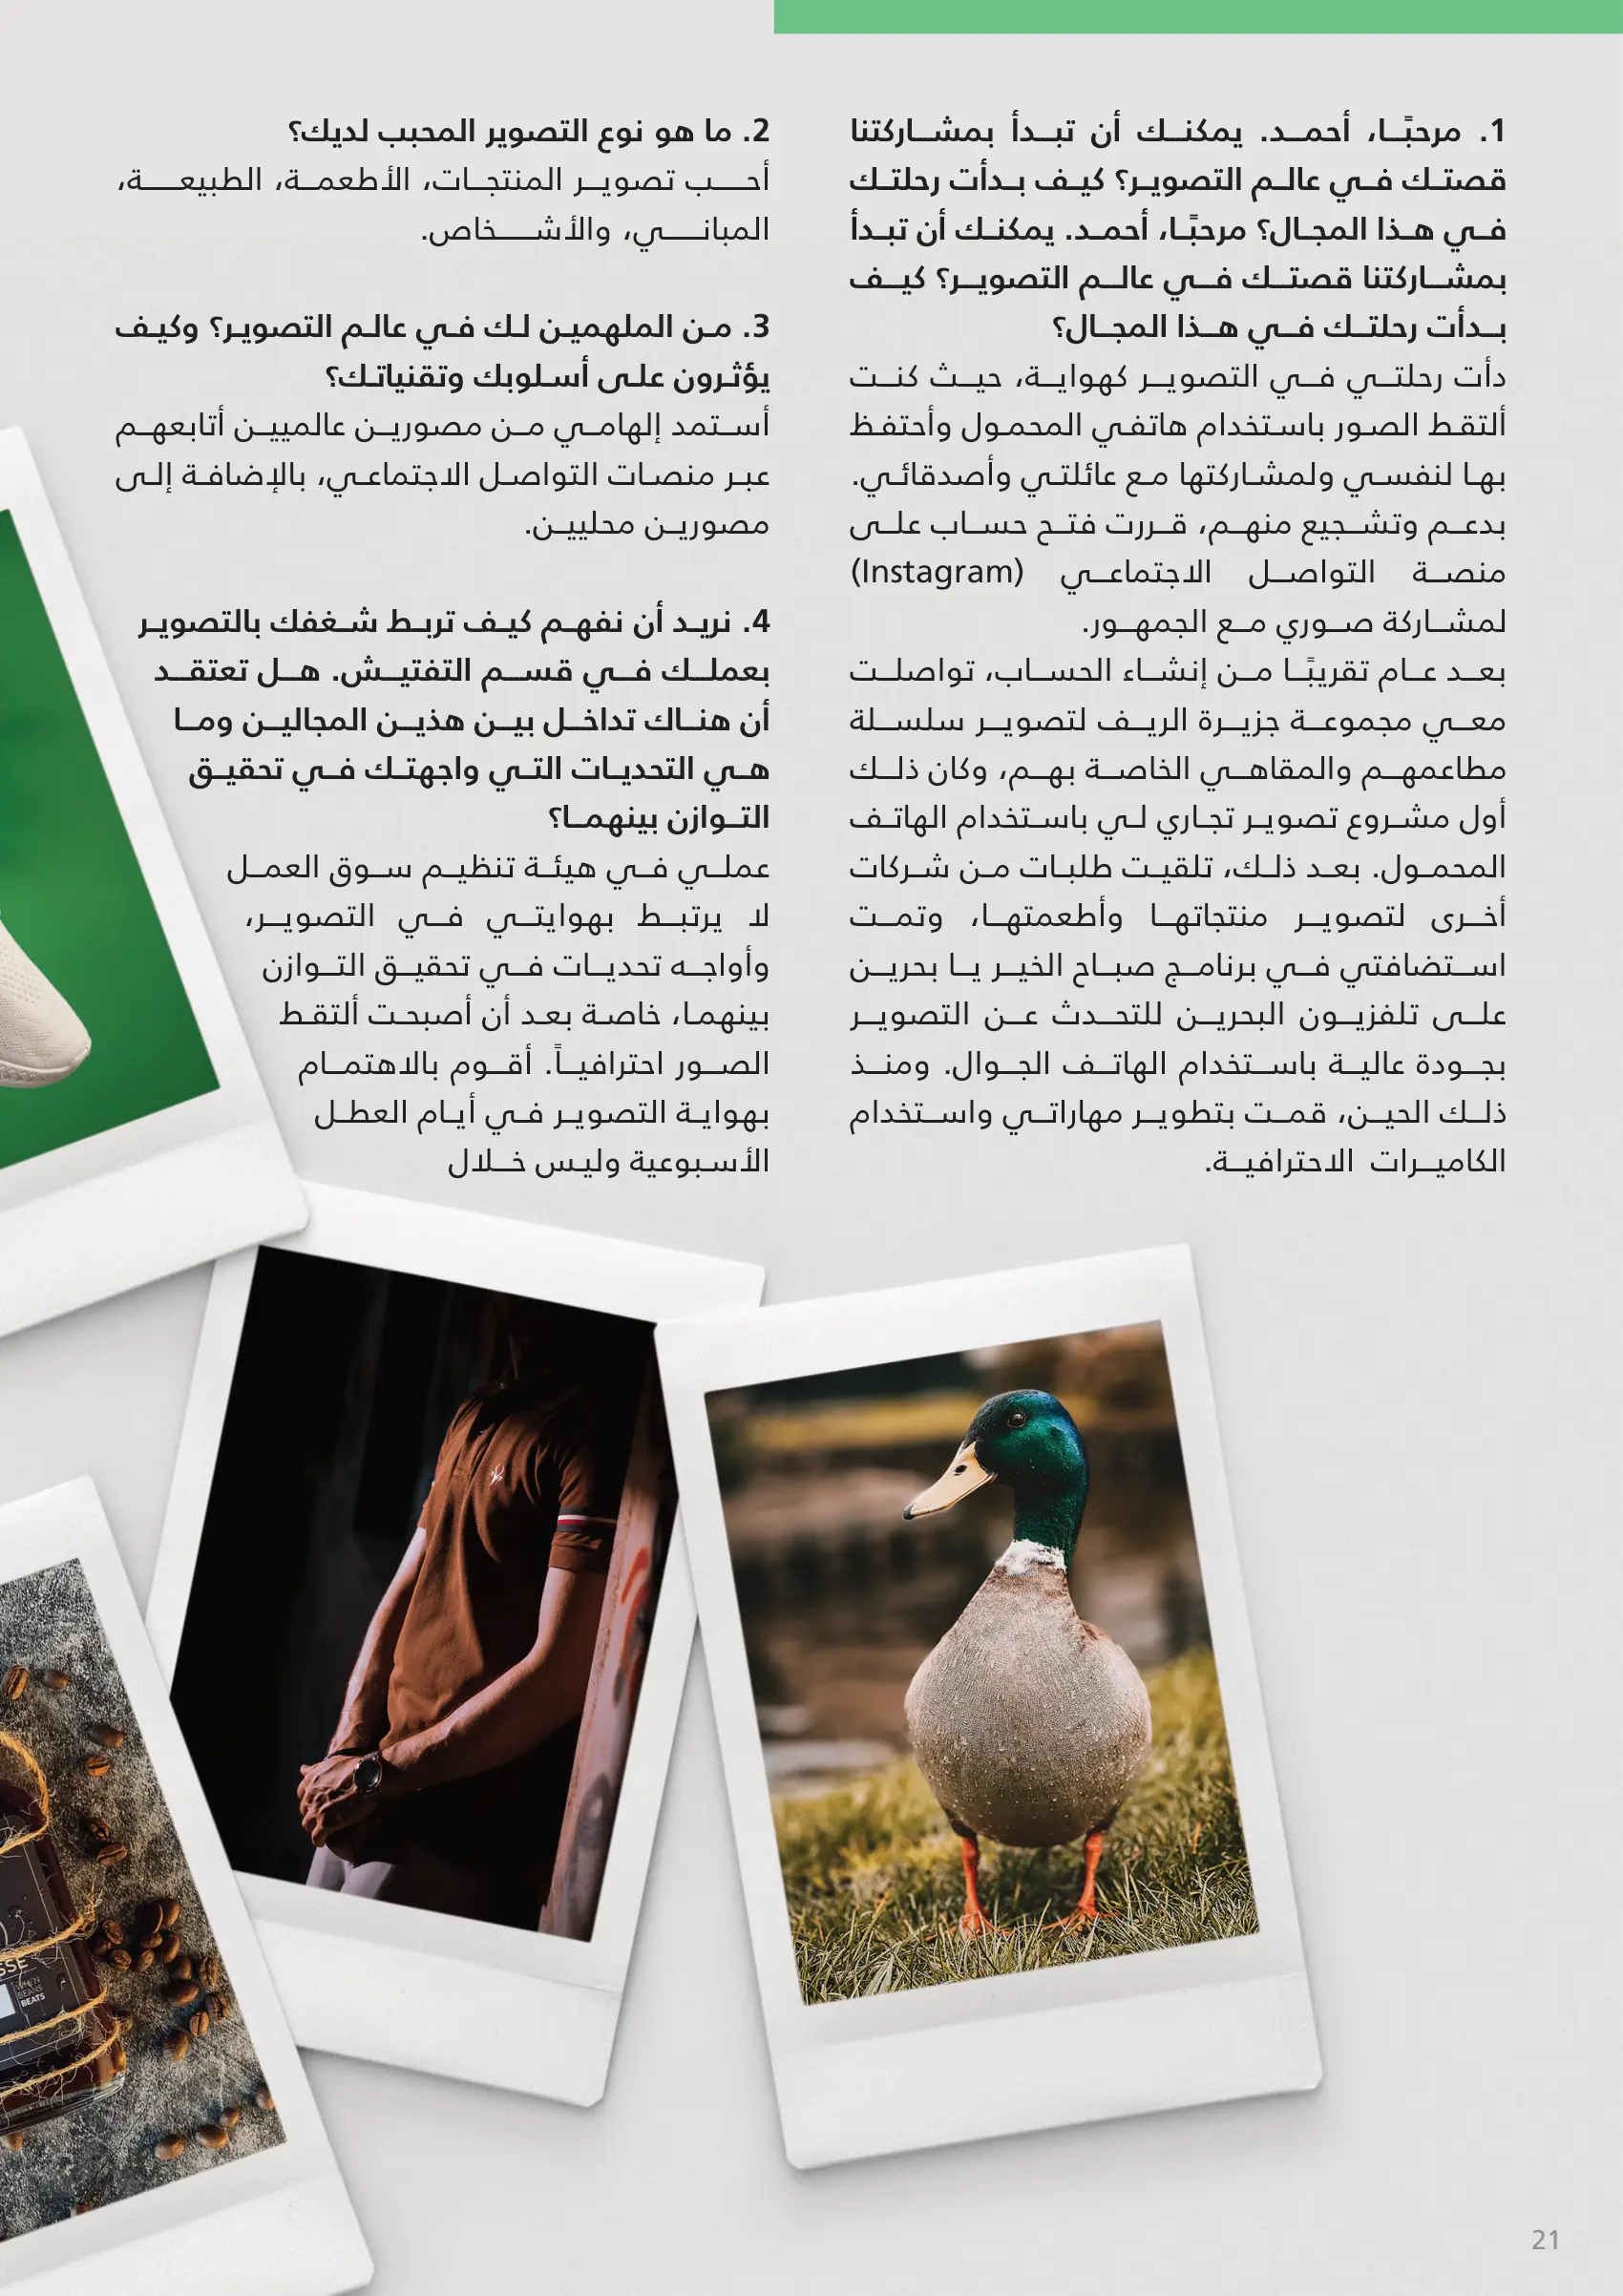 1. مرحبًا، أحمد. يمكنك أن تبدأ بمشاركتنا
قصتك في عالم التصوير؟ كيف بدأت رحلتك
في هذا المجال؟ مرحبًا، أحمد. يمكنك أن تبدأ
بمشاركتنا قصتك في عالم التصوير؟ كيف
بدأت رحلتك في هذا المجال؟
دأت رحلتي في التصوير كهواية، حيث كنت
ألتقط الصور باستخدام هاتفي المحمول وأحتفظ
بها لنفسي ولمشاركتها مع عائلتي وأصدقائي.
بدعم وتشجيع منهم، قررت فتح حساب على
منصة التواصل الاجتماعي (Instagram)
لمشاركة صوري مع الجمهور.
بعد عام تقريبًا من إنشاء الحساب، تواصلت
معي مجموعة جزيرة الريف لتصوير سلسلة
مطاعمهم والمقاهي الخاصة بهم، وكان ذلك
أول مشروع تصوير تجاري لي باستخدام الهاتف
المحمول. بعد ذلك، تلقيت طلبات من شركات
أخرى لتصوير منتجاتها وأطعمتها، وتمت
استضافتي في برنامج صباح الخير يا بحرين
على تلفزيون البحرين للتحدث عن التصوير
بجودة عالية باستخدام الهاتف الجوال. ومنذ
ذلك الحين، قمت بتطوير مهاراتي واستخدام
الكاميرات الاحترافية.
2. ما هو نوع التصوير المحبب لديك؟
أحب تصوير المنتجات، الأطعمة، الطبيعة،
المباني، والأشخاص.
3. من الملهمين لك في عالم التصوير؟ وكيف
يؤثرون على أسلوبك وتقنياتك؟
أستمد إلهامي من مصورين عالميين أتابعهم
عبر منصات التواصل الاجتماعي، بالإضافة إلى
مصورين محليين.
4. نريد أن نفهم كيف تربط شغفك بالتصوير
بعملك في قسم التفتيش. هل تعتقد
أن هناك تداخل بين هذين المجالين وما
هي التحديات التي واجهتك في تحقيق
التوازن بينهما؟
عملي في هيئة تنظيم سوق العمل
لا يرتبط بهوايتي في التصوير،
وأواجه تحديات في تحقيق التوازن
بينهما، خاصة بعد أن أصبحت ألتقط
الصور احترافياً. أقوم بالاهتمام
بهواية التصوير في أيام العطل
الأسبوعية وليس خلال
SSE
WHEN
BEANS
BEATS
21